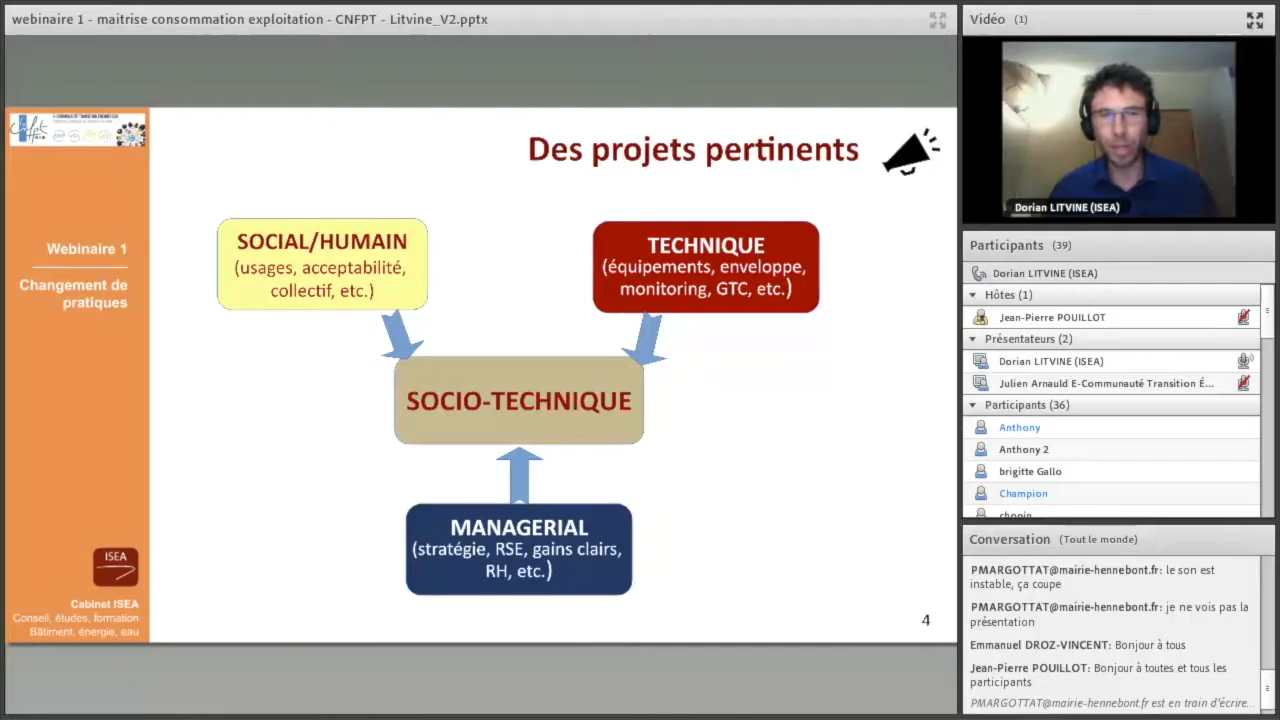 webinaire 1 - maitrise consommation exploitation - CNFPT - Litvine_V2.pptx
Webinaire 1
Changement de
pratiques
ISEA
Cabinet ISEA
Conseil, études, formation
Bâtiment, énergie, eau
Des projets pertinents
SOCIAL/HUMAIN
(usages, acceptabilité,
collectif, etc.)
TECHNIQUE
(équipements, enveloppe,
monitoring, GTC, etc.)
SOCIO-TECHNIQUE
MANAGERIAL
(stratégie, RSE, gains clairs,
RH, etc.)
4
Vidéo (1)
Dorian LITVINE (ISEA)
Participants (39)
Dorian LITVINE (ISEA)
Hôtes (1)
Jean-Pierre POUILLOT
Présentateurs (2)
Dorian LITVINE (ISEA)
Julien Arnauld E-Communauté Transition É...
Participants (36)
Anthony
Anthony 2
brigitte Gallo
Champion
chopin
Conversation (Tout le monde)
PMARGOTTAT@mairie-hennebont.fr: le son est
instable, ça coupe
PMARGOTTAT@mairie-hennebont.fr: je ne vois pas la
présentation
Emmanuel DROZ-VINCENT: Bonjour à tous
Jean-Pierre POUILLOT: Bonjour à toutes et tous les
participants
PMARGOTTAT@mairie-hennebont.fr est en train d'écrire...